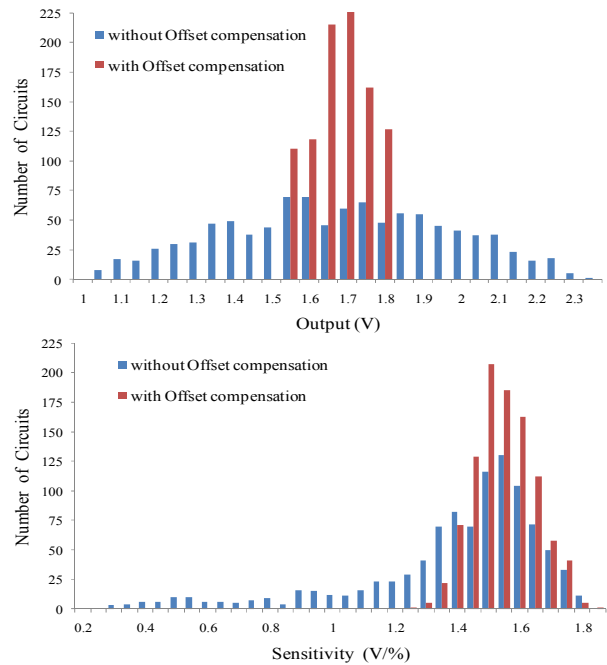 225
200
175
150
125
100
75
50
25
0
Number of Circuits
without Offset compensation
with Offset compensation
1 1.1 1.2 1.3 1.4 1.5 1.6 1.7 1.8 1.9 2 2.1 2.2 2.3
Output (V)
225
200
175
150
125
100
75
50
25
0
Number of Circuits
without Offset compensation
with Offset compensation
0.2 0.4 0.6 0.8 1 1.2 1.4 1.6 1.8
Sensitivity (V/%)